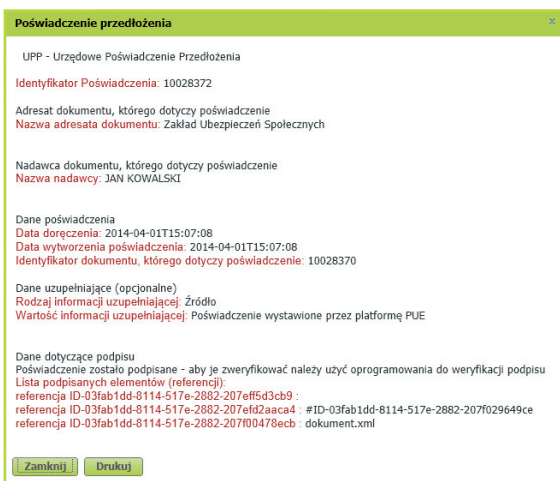 Poświadczenie przedłożenia x
UPP - Urzędowe Poświadczenie Przedłożenia
Identyfikator Poświadczenia: 10028372
Adresat dokumentu, którego dotyczy poświadczenie
Nazwa adresata dokumentu: Zakład Ubezpieczeń Społecznych
Nadawca dokumentu, którego dotyczy poświadczenie
Nazwa nadawcy: JAN KOWALSKI
Dane poświadczenia
Data doręczenia: 2014-04-01T15:07:08
Data wytworzenia poświadczenia: 2014-04-01T15:07:08
Identyfikator dokumentu, którego dotyczy poświadczenie: 10028370
Dane uzupełniające (opcjonalne)
Rodzaj informacji uzupełniającej: Źródło
Wartość informacji uzupełniającej: Poświadczenie wystawione przez platformę PUE
Dane dotyczące podpisu
Poświadczenie zostało podpisane - aby je zweryfikować należy użyć oprogramowania do weryfikacji podpisu
Lista podpisanych elementów (referencji):
referencja ID-03fab1dd-8114-517e-2882-207eff5d3cb9 :
referencja ID-03fab1dd-8114-517e-2882-207efd2aaca4 : #ID-03fab1dd-8114-517e-2882-207f029649ce
referencja ID-03fab1dd-8114-517e-2882-207f00478ecb : dokument.xml
Zamknij Drukuj